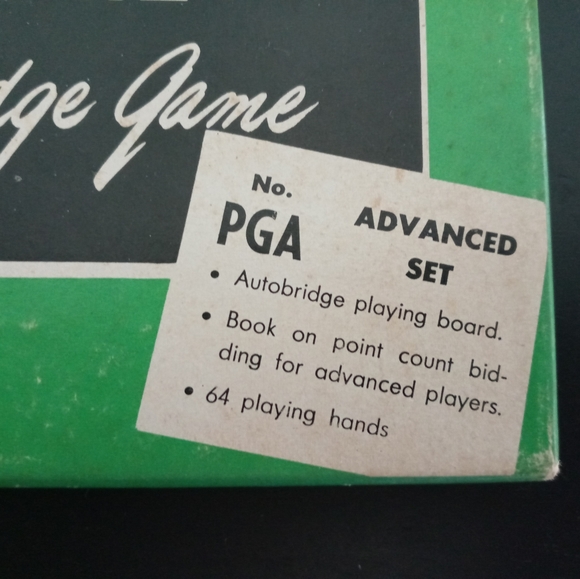 dge Game
No.
PGA
ADVANCED
SET
• Autobridge playing board.
• Book on point count bid-
ding for advanced players.
• 64 playing hands